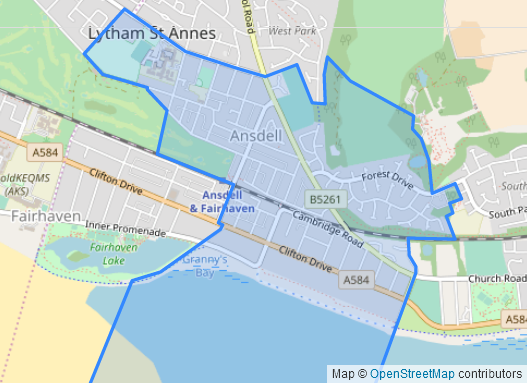 Lytham St Annes
OL ROAD
West Park
Ansdell
A584
oldKEQMS
(AKS)
Clifton Drive
Forest Drive
Ansdell
& Fairhaven
B5261
South
South Pa
Fairhaven
Inner Promenade
Cambridge Road
Fairhaven
Lake
Granny's
Bay
Clifton Drive
A584
Church Road
A584
Map © OpenStreetMap contributors